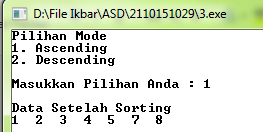 D:\File Ikbar\ASD\2110151029\3.exe
Pilihan Mode
1. Ascending
2. Descending
Masukkan Pilihan Anda : 1
Data Setelah Sorting
1 2 3 4 5 7 8